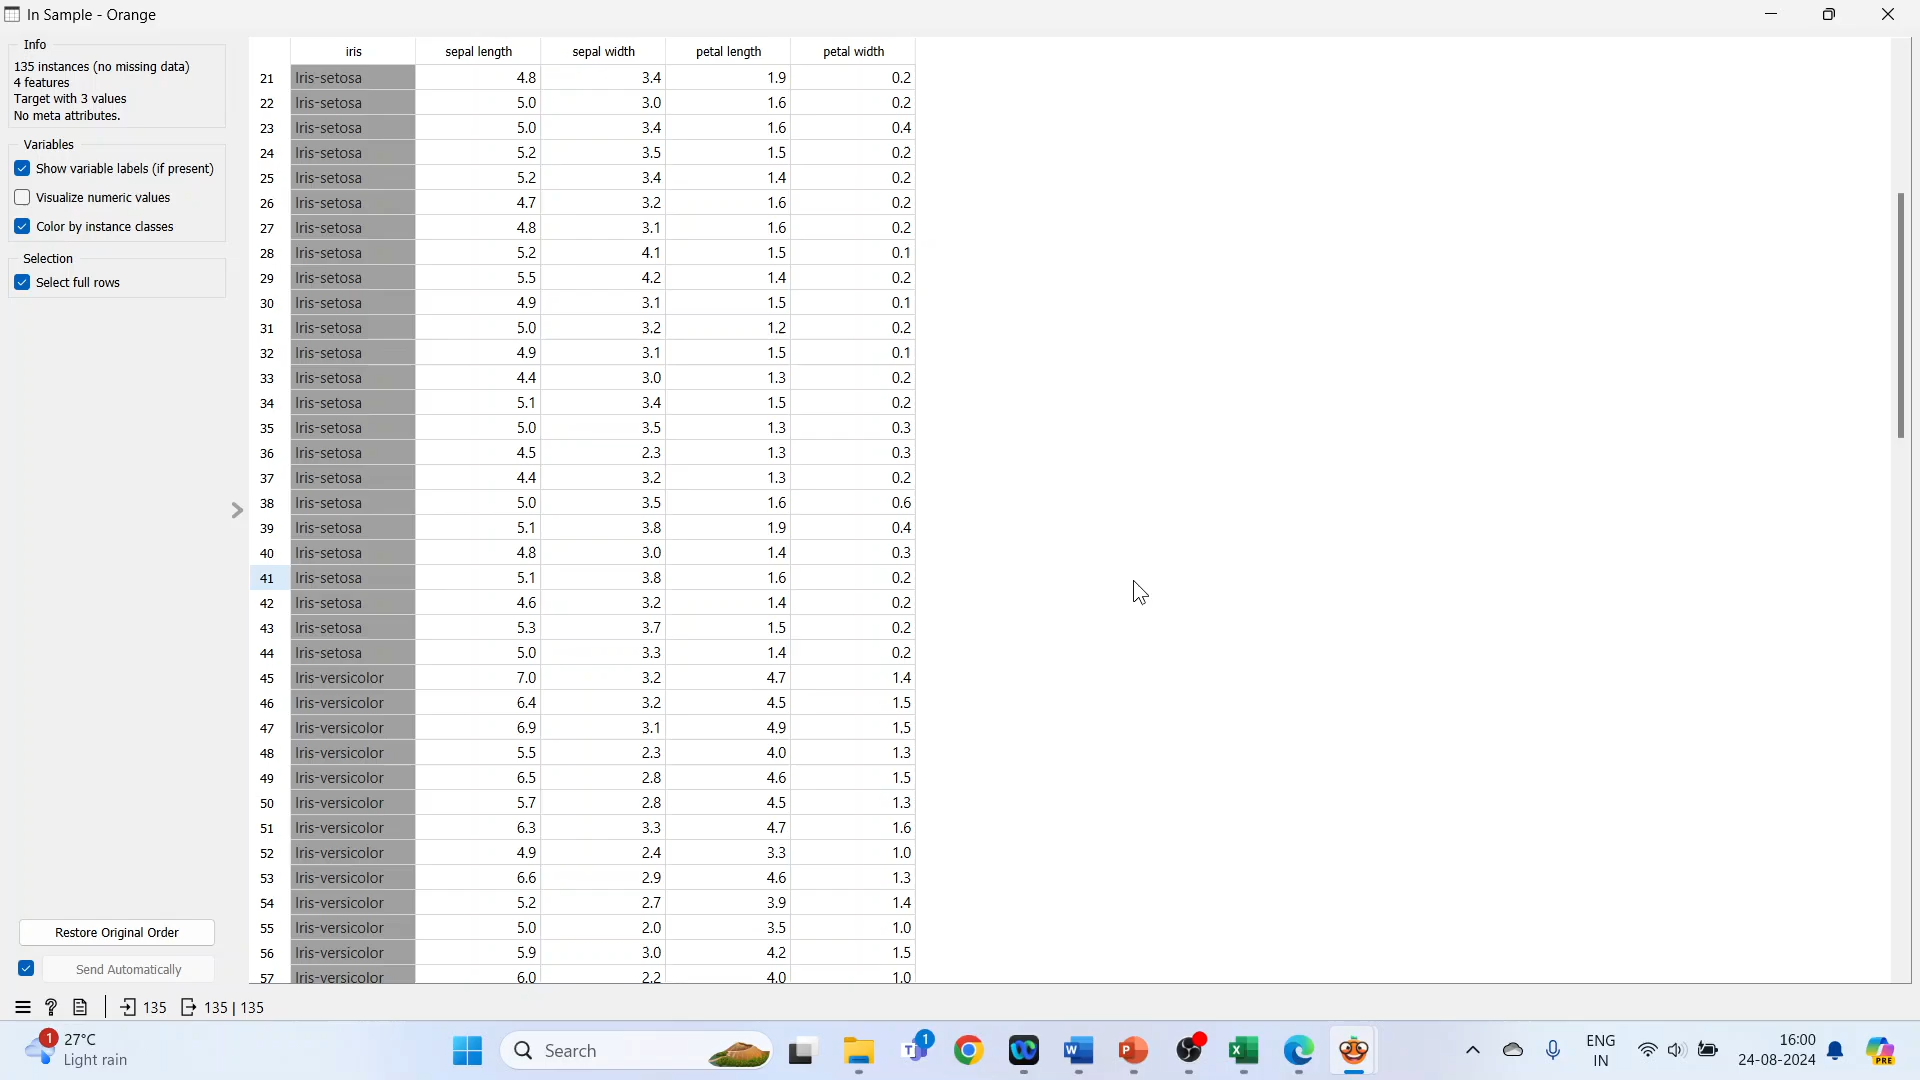 In Sample - Orange
Info
135 instances (no missing data)
4 features
Target with 3 values
No meta attributes.
Variables
Show variable labels (if present)
Visualize numeric values
Color by instance classes
Selection
Select full rows
iris sepal length sepal width petal length petal width
21 Iris-setosa 4.8 3.4 1.9 0.2
22 Iris-setosa 5.0 3.0 1.6 0.2
23 Iris-setosa 5.0 3.4 1.6 0.4
24 Iris-setosa 5.2 3.5 1.5 0.2
25 Iris-setosa 5.2 3.4 1.4 0.2
26 Iris-setosa 4.7 3.2 1.6 0.2
27 Iris-setosa 4.8 3.1 1.6 0.2
28 Iris-setosa 5.2 4.1 1.5 0.1
29 Iris-setosa 5.5 4.2 1.4 0.2
30 Iris-setosa 4.9 3.1 1.5 0.1
31 Iris-setosa 5.0 3.2 1.2 0.2
32 Iris-setosa 4.9 3.1 1.5 0.1
33 Iris-setosa 4.4 3.0 1.3 0.2
34 Iris-setosa 5.1 3.4 1.5 0.2
35 Iris-setosa 5.0 3.5 1.3 0.3
36 Iris-setosa 4.5 2.3 1.3 0.3
37 Iris-setosa 4.4 3.2 1.3 0.2
38 Iris-setosa 5.0 3.5 1.6 0.6
39 Iris-setosa 5.1 3.8 1.9 0.4
40 Iris-setosa 4.8 3.0 1.4 0.3
41 Iris-setosa 5.1 3.8 1.6 0.2
42 Iris-setosa 4.6 3.2 1.4 0.2
43 Iris-setosa 5.3 3.7 1.5 0.2
44 Iris-setosa 5.0 3.3 1.4 0.2
45 Iris-versicolor 7.0 3.2 4.7 1.4
46 Iris-versicolor 6.4 3.2 4.5 1.5
47 Iris-versicolor 6.9 3.1 4.9 1.5
48 Iris-versicolor 5.5 2.3 4.0 1.3
49 Iris-versicolor 6.5 2.8 4.6 1.5
50 Iris-versicolor 5.7 2.8 4.5 1.3
51 Iris-versicolor 6.3 3.3 4.7 1.6
52 Iris-versicolor 4.9 2.4 3.3 1.0
53 Iris-versicolor 6.6 2.9 4.6 1.3
54 Iris-versicolor 5.2 2.7 3.9 1.4
55 Iris-versicolor 5.0 2.0 3.5 1.0
56 Iris-versicolor 5.9 3.0 4.2 1.5
57 Iris-versicolor 6.0 2.2 4.0 1.0
Restore Original Order
Send Automatically
135 135 | 135
1 27°C
Light rain
Search
1
ENG
IN
16:00
24-08-2024
PRE